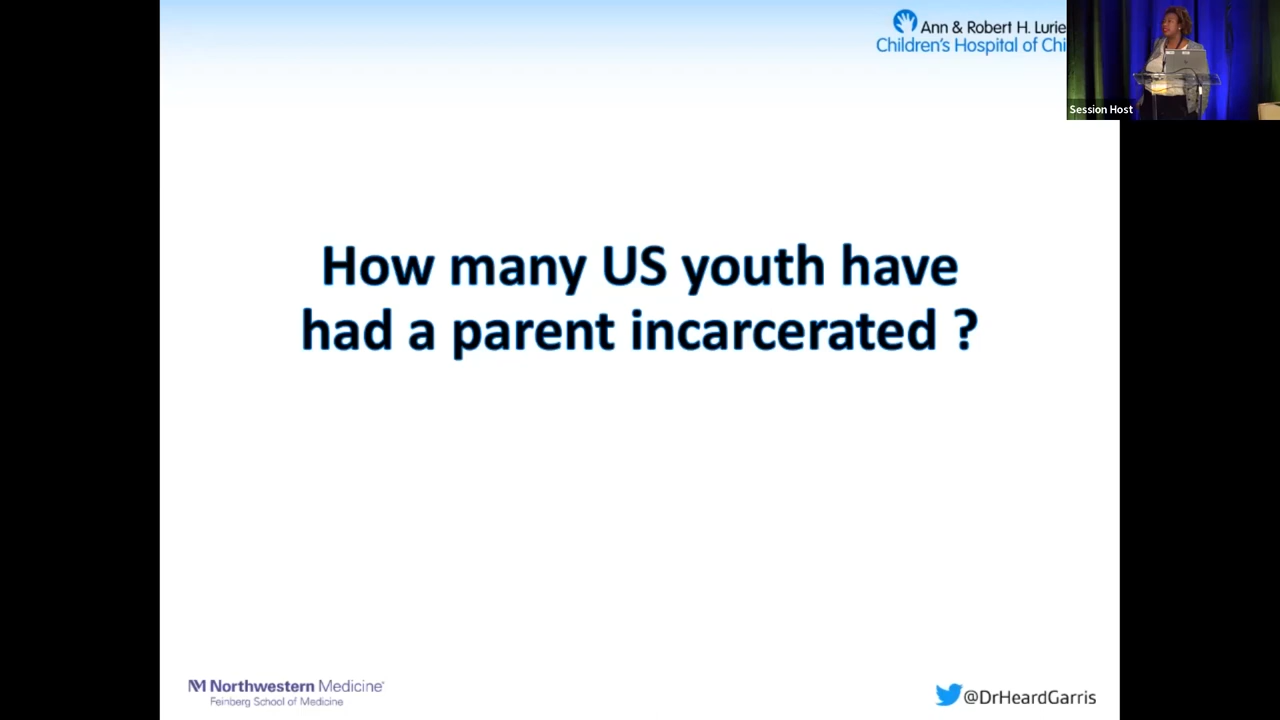 Ann & Robert H. Lurie
Children's Hospital of Chi
Session Host
How many US youth have
had a parent incarcerated ?
Northwestern Medicine
Feinberg School of Medicine
@DrHeardGarris